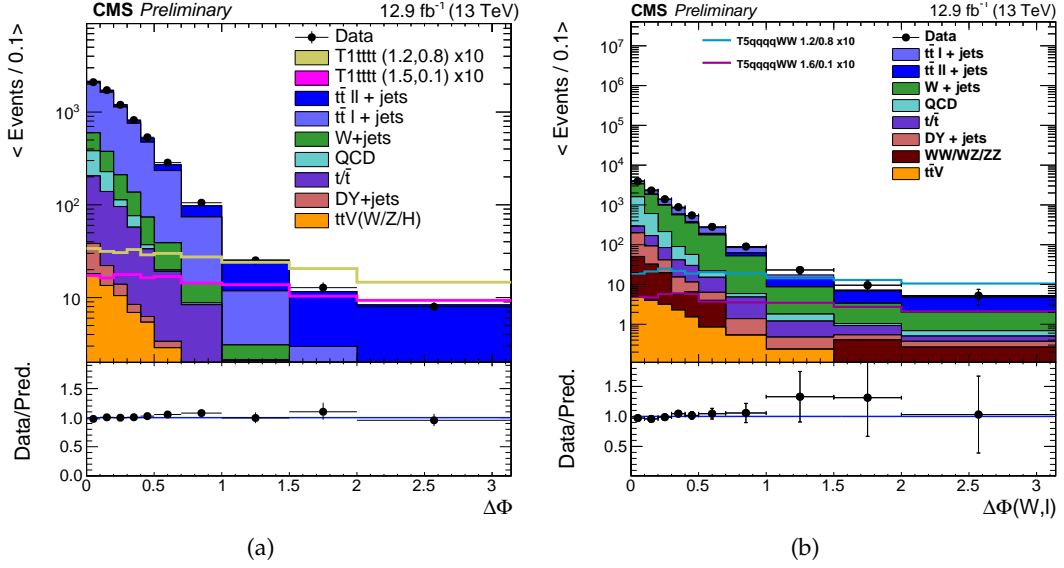 CMS Preliminary 12.9 fb⁻¹ (13 TeV)
< Events / 0.1>
Data
T1tttt (1.2,0.8) x10
T1tttt (1.5,0.1) x10
tt̄ ll + jets
tt̄ l + jets
W+jets
QCD
t/t̄
DY+jets
ttV(W/Z/H)
10³
10²
10
Data/Pred.
1.5
1.0
0.5
0.0
0 0.5 1 1.5 2 2.5 3
ΔΦ
(a)
CMS Preliminary 12.9 fb⁻¹ (13 TeV)
< Events / 0.1>
T5qqqqWW 1.2/0.8 x10
T5qqqqWW 1.6/0.1 x10
Data
tt̄ l + jets
tt̄ ll + jets
W + jets
QCD
t/t̄
DY + jets
WW/WZ/ZZ
tt̄V
10⁷
10⁶
10⁵
10⁴
10³
10²
10
1
Data/Pred.
1.5
1.0
0.5
0 0.5 1 1.5 2 2.5 3
ΔΦ(W,l)
(b)